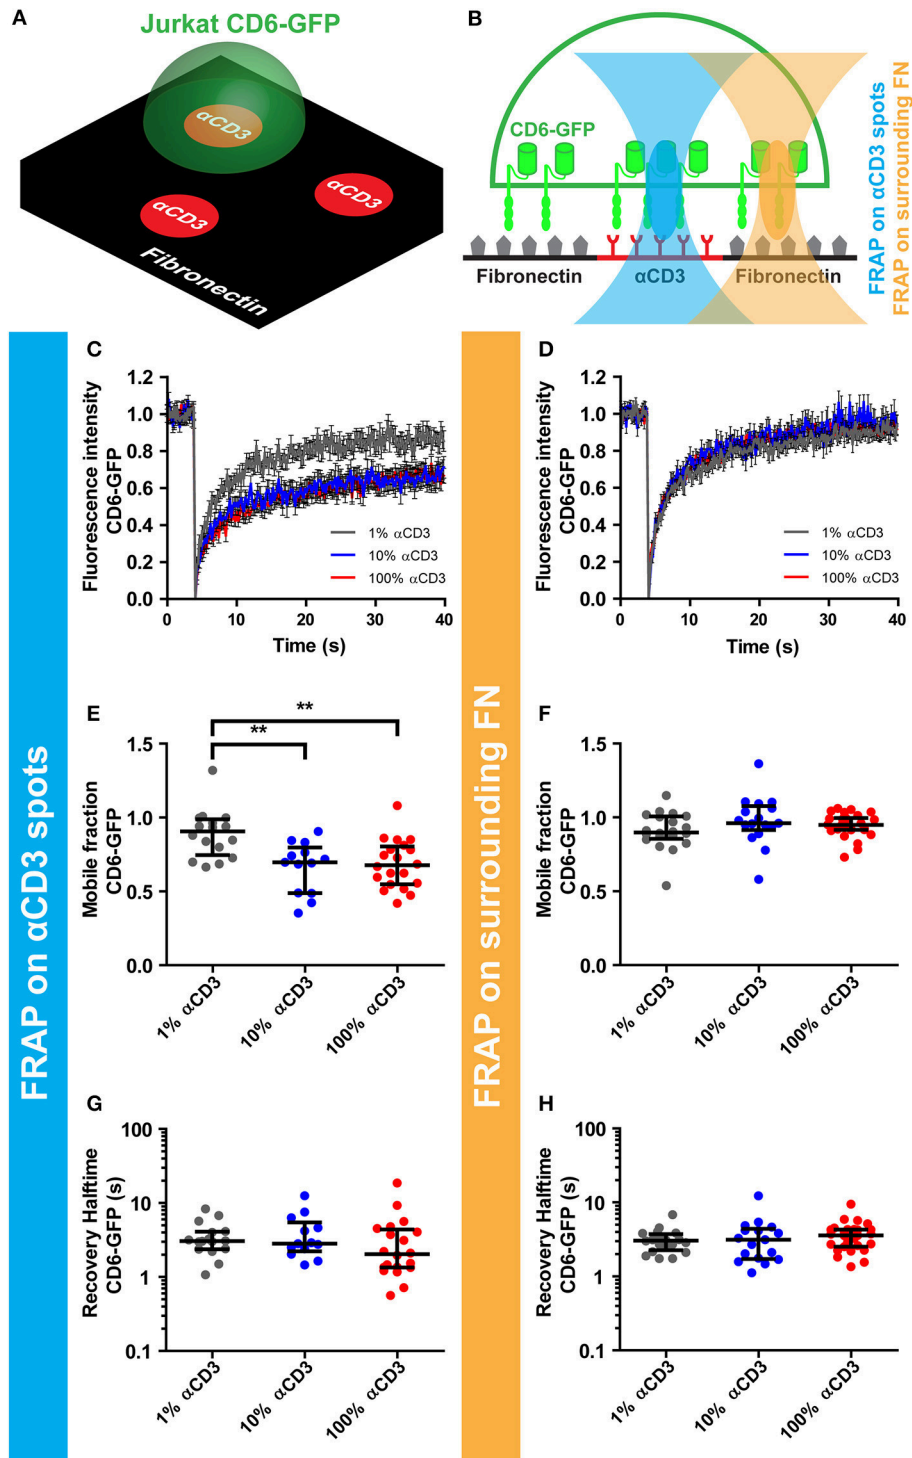 A
Jurkat CD6-GFP
αCD3
αCD3
αCD3
Fibronectin
B
CD6-GFP
Fibronectin
αCD3
Fibronectin
FRAP on αCD3 spots
FRAP on surrounding FN
FRAP on αCD3 spots
C
Fluorescence intensity
CD6-GFP
1.2
1.0
0.8
0.6
0.4
0.2
0.0
0
10
20
30
40
Time (s)
1% αCD3
10% αCD3
100% αCD3
FRAP on surrounding FN
D
Fluorescence intensity
CD6-GFP
1.2
1.0
0.8
0.6
0.4
0.2
0.0
0
10
20
30
40
Time (s)
1% αCD3
10% αCD3
100% αCD3
E
Mobile fraction
CD6-GFP
1.5
1.0
0.5
0.0
**
**
1% αCD3
10% αCD3
100% αCD3
F
Mobile fraction
CD6-GFP
1.5
1.0
0.5
0.0
1% αCD3
10% αCD3
100% αCD3
G
Recovery Halftime
CD6-GFP (s)
100
10
1
0.1
1% αCD3
10% αCD3
100% αCD3
H
Recovery Halftime
CD6-GFP (s)
100
10
1
0.1
1% αCD3
10% αCD3
100% αCD3